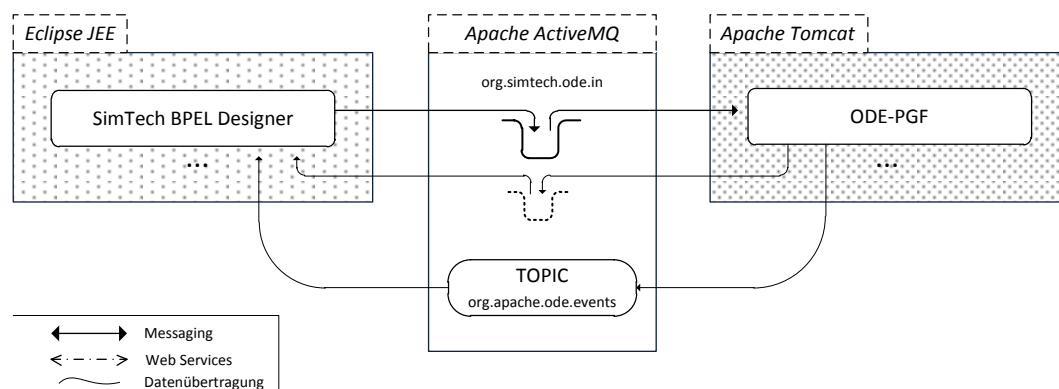 Eclipse JEE
Apache ActiveMQ
Apache Tomcat
org.simtech.ode.in
SimTech BPEL Designer
ODE-PGF
...
...
TOPIC
org.apache.ode.events
Messaging
Web Services
Datenübertragung